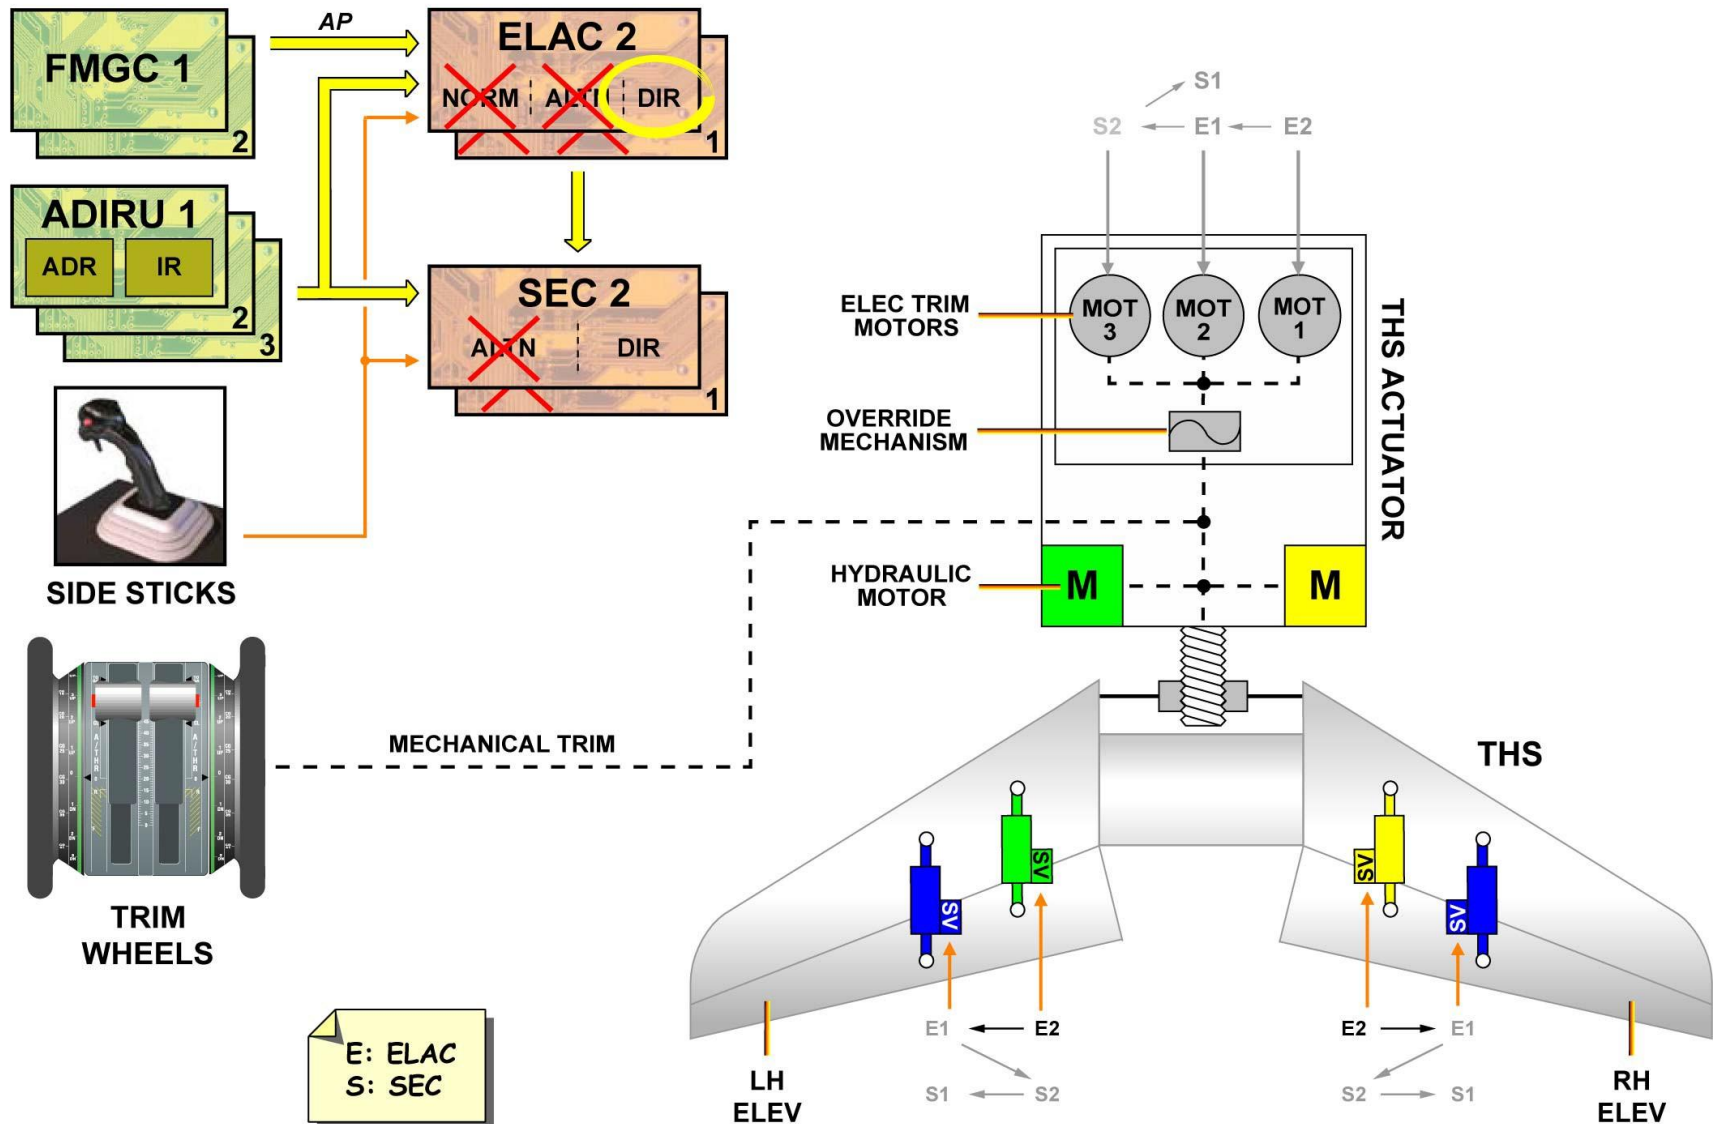 AP
FMGC 1
2
ELAC 2
NORM ALTN DIR
1
ADIRU 1
ADR IR
2
3
SEC 2
ALTN DIR
1
SIDE STICKS
MECHANICAL TRIM
A/THR A/THR
TRIM
WHEELS
E: ELAC
S: SEC
S1
S2 E1 E2
ELEC TRIM
MOTORS
MOT
3
MOT
2
MOT
1
OVERRIDE
MECHANISM
THS ACTUATOR
HYDRAULIC
MOTOR
M M
THS
SV SV SV SV
E1 E2 E2 E1
S1 S2 S2 S1
LH
ELEV
RH
ELEV